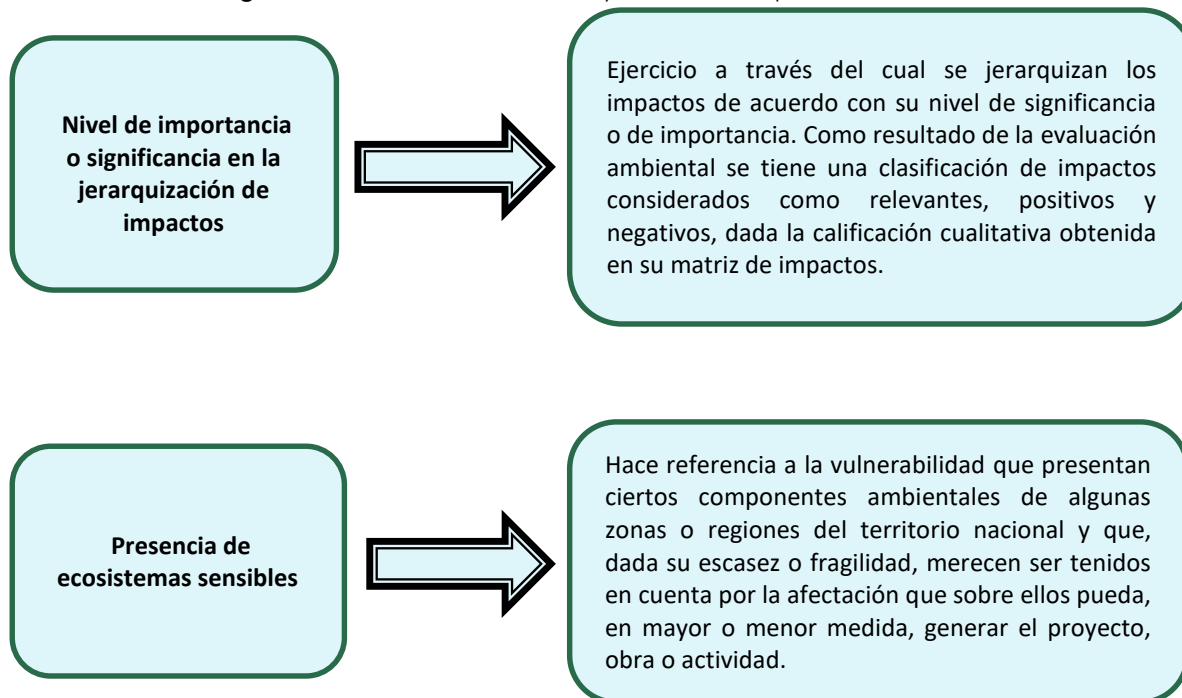 Nivel de importancia
o significancia en la
jerarquización de
impactos
Ejercicio a través del cual se jerarquizan los
impactos de acuerdo con su nivel de significancia
o de importancia. Como resultado de la evaluación
ambiental se tiene una clasificación de impactos
considerados como relevantes, positivos y
negativos, dada la calificación cualitativa obtenida
en su matriz de impactos.
Presencia de
ecosistemas sensibles
Hace referencia a la vulnerabilidad que presentan
ciertos componentes ambientales de algunas
zonas o regiones del territorio nacional y que,
dada su escasez o fragilidad, merecen ser tenidos
en cuenta por la afectación que sobre ellos pueda,
en mayor o menor medida, generar el proyecto,
obra o actividad.